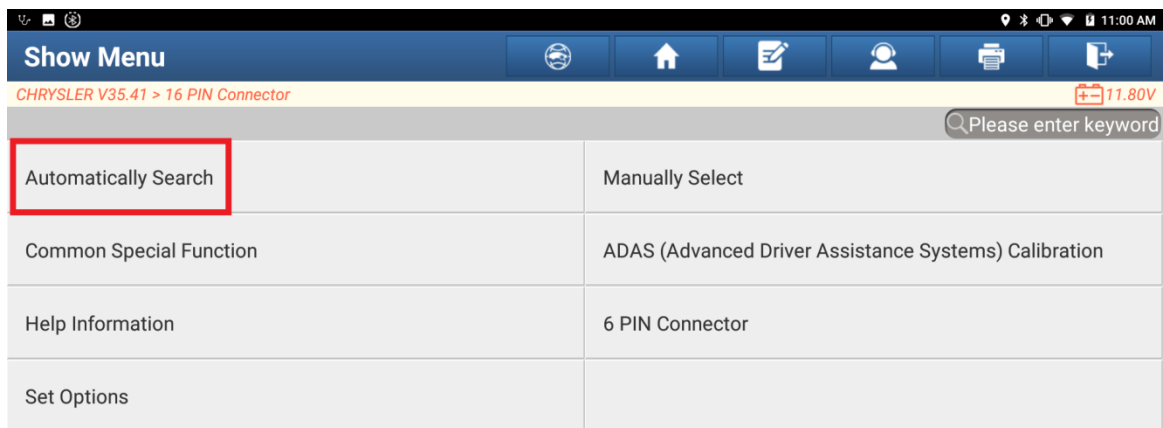 11:00 AM
Show Menu
CHRYSLER V35.41 > 16 PIN Connector
11.80V
Please enter keyword
Automatically Search
Manually Select
Common Special Function
ADAS (Advanced Driver Assistance Systems) Calibration
Help Information
6 PIN Connector
Set Options